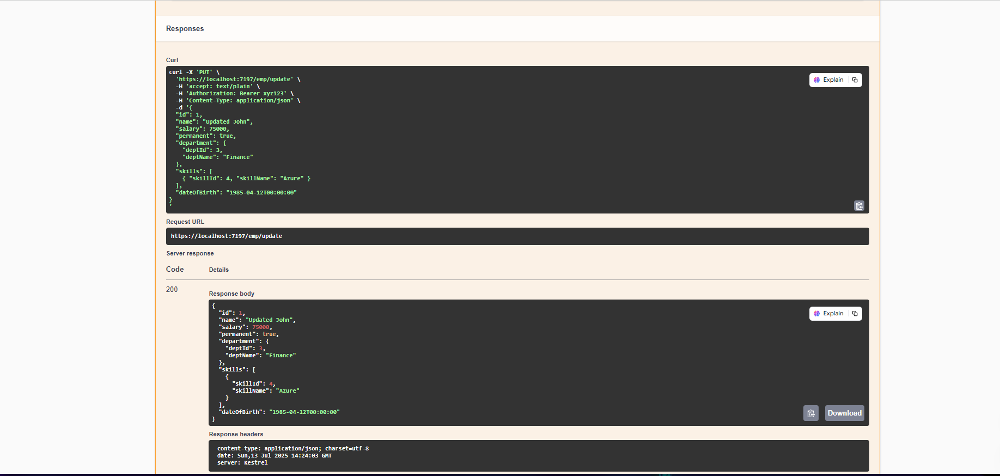 Responses
Curl
curl -X 'PUT' \
  'https://localhost:7197/emp/update' \
  -H 'accept: text/plain' \
  -H 'Authorization: Bearer xyz123' \
  -H 'Content-Type: application/json' \
  -d '{
  "id": 1,
  "name": "Updated John",
  "salary": 75000,
  "permanent": true,
  "department": {
    "deptId": 3,
    "deptName": "Finance"
  },
  "skills": [
    { "skillId": 4, "skillName": "Azure" }
  ],
  "dateOfBirth": "1985-04-12T00:00:00"
}
'
Explain
Request URL
https://localhost:7197/emp/update
Server response
Code Details
200
Response body
{
  "id": 1,
  "name": "Updated John",
  "salary": 75000,
  "permanent": true,
  "department": {
    "deptId": 3,
    "deptName": "Finance"
  },
  "skills": [
    {
      "skillId": 4,
      "skillName": "Azure"
    }
  ],
  "dateOfBirth": "1985-04-12T00:00:00"
}
Explain
Download
Response headers
content-type: application/json; charset=utf-8
date: Sun,13 Jul 2025 14:24:03 GMT
server: Kestrel